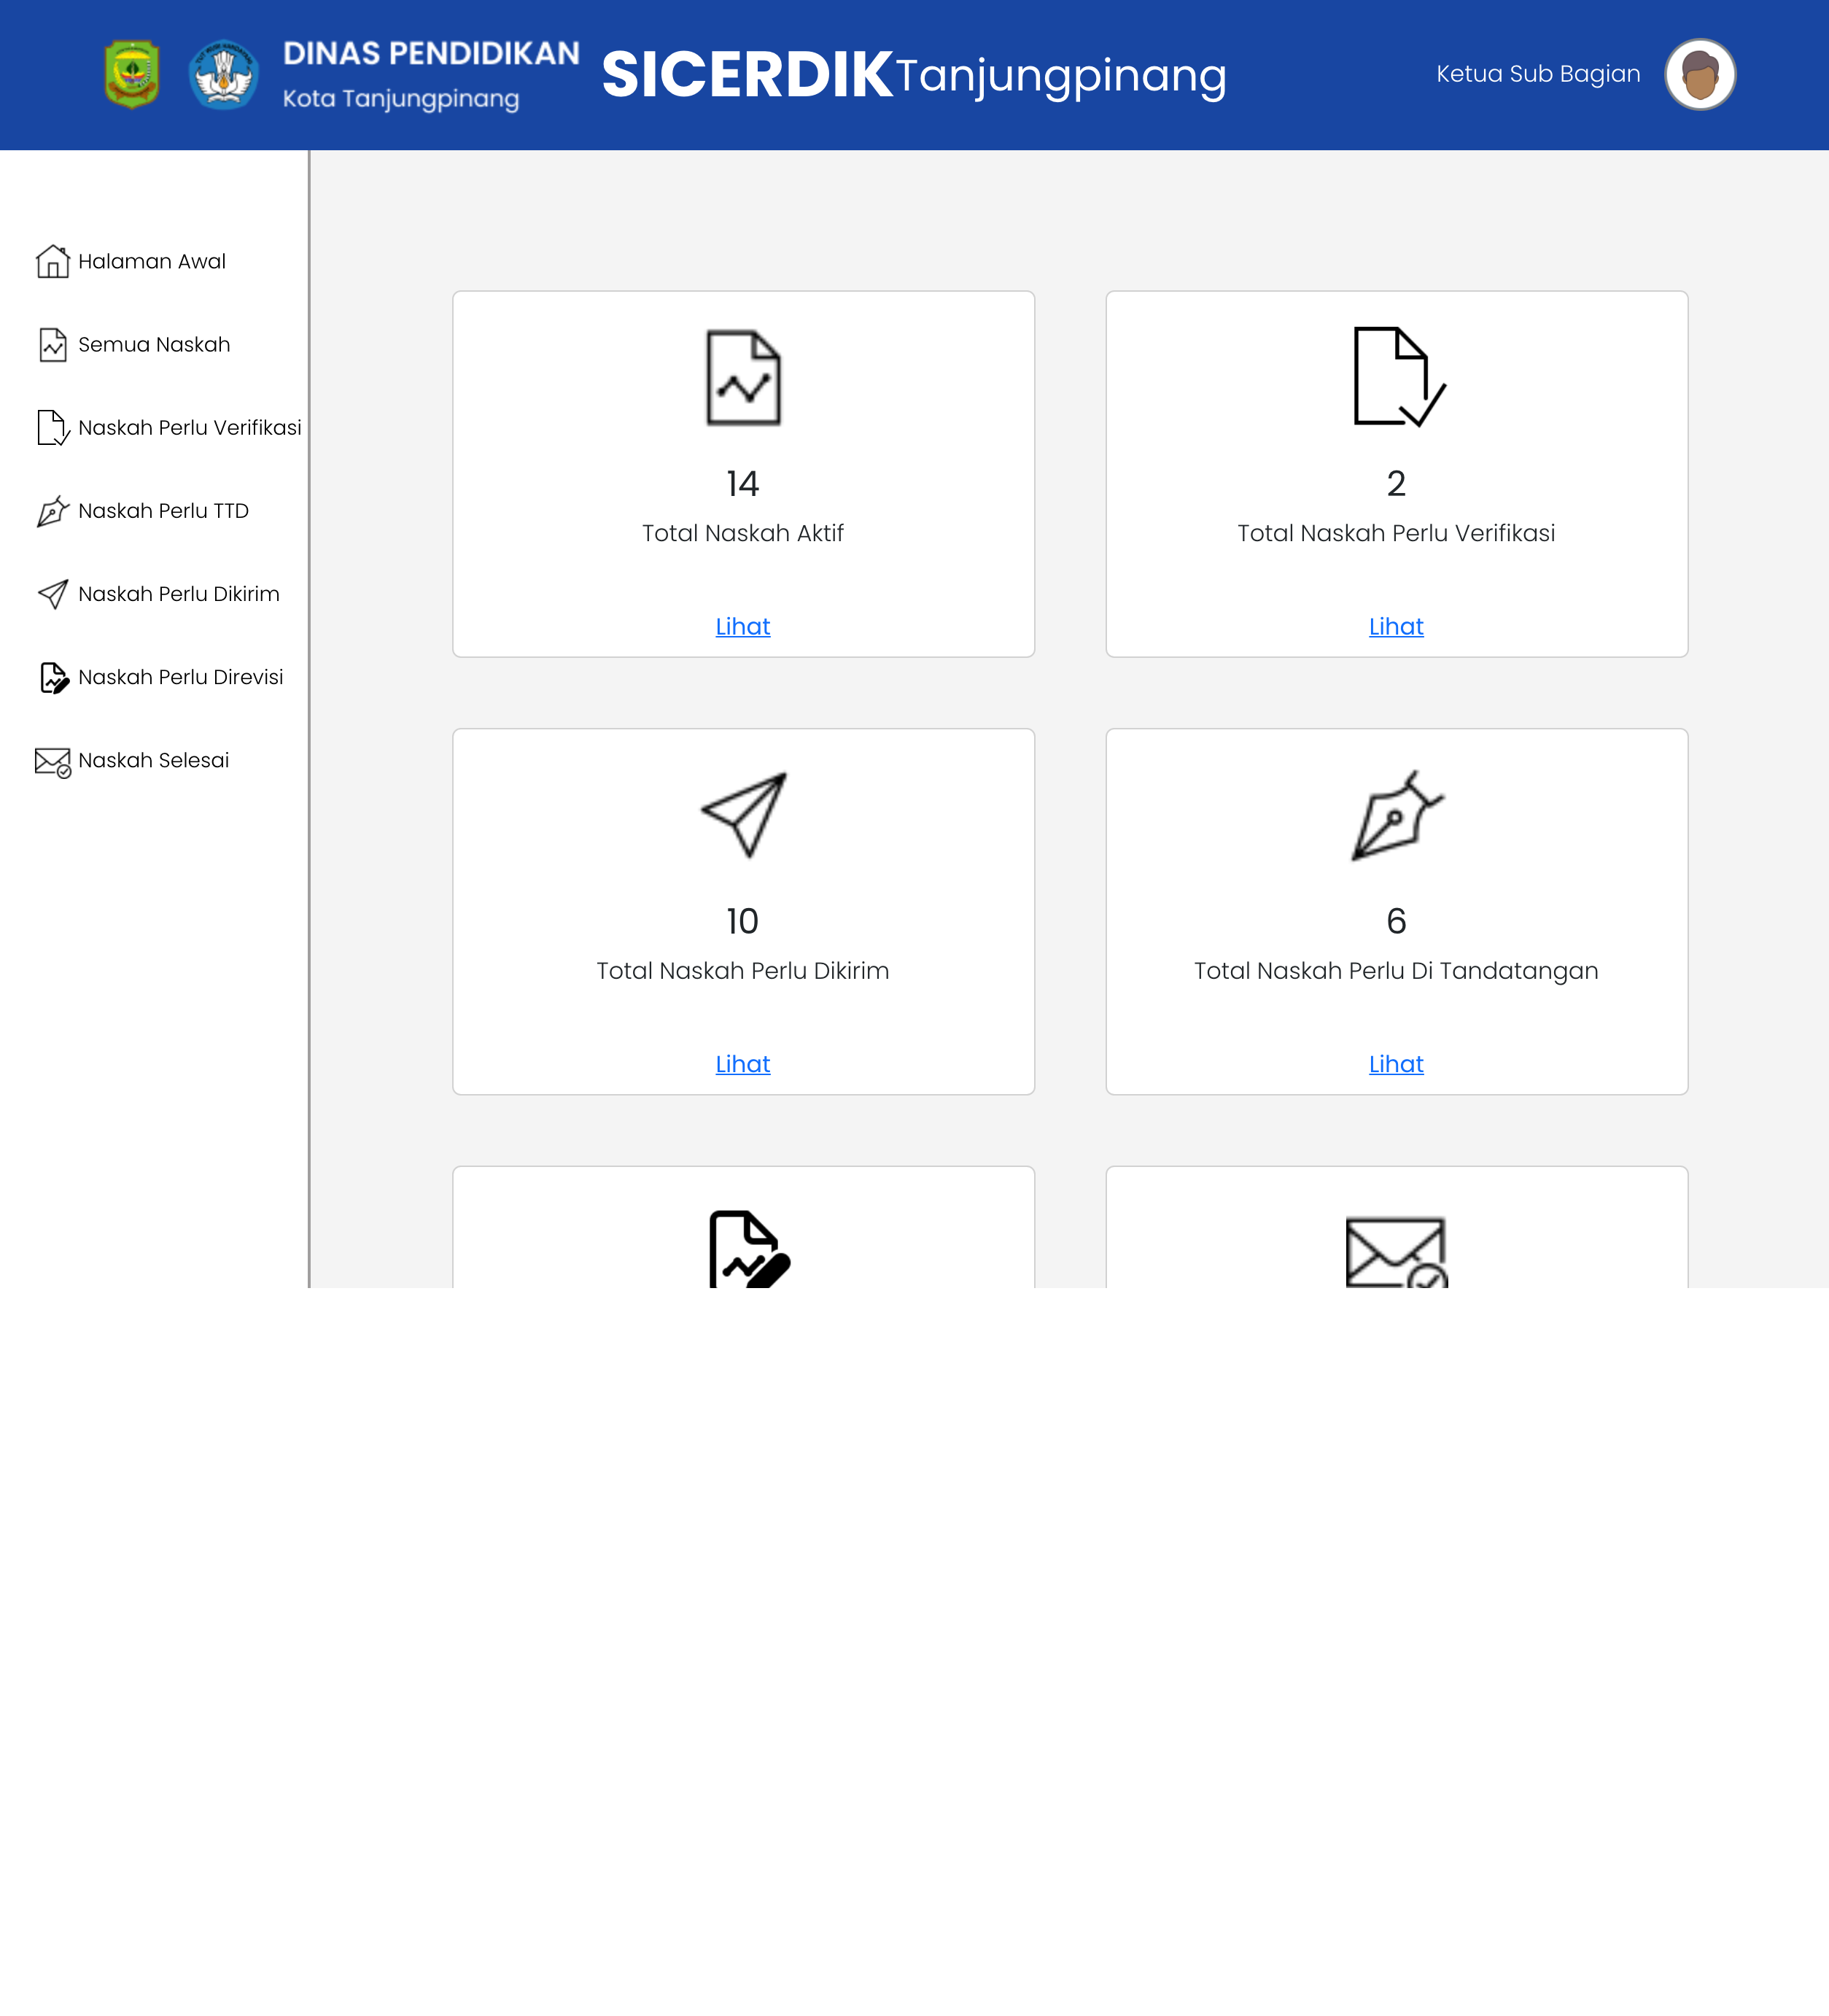 DINAS PENDIDIKAN
Kota Tanjungpinang
SICERDIK Tanjungpinang
Ketua Sub Bagian
Halaman Awal
Semua Naskah
Naskah Perlu Verifikasi
Naskah Perlu TTD
Naskah Perlu Dikirim
Naskah Perlu Direvisi
Naskah Selesai
14
Total Naskah Aktif
Lihat
2
Total Naskah Perlu Verifikasi
Lihat
10
Total Naskah Perlu Dikirim
Lihat
6
Total Naskah Perlu Di Tandatangan
Lihat